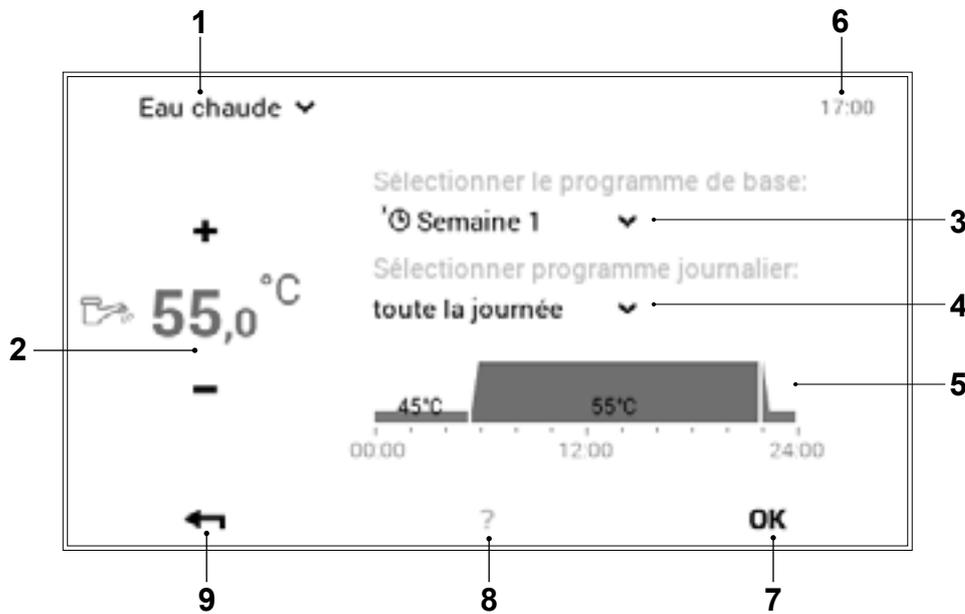 1 6
Eau chaude 17:00
Sélectionner le programme de base:
Semaine 1 3
Sélectionner programme journalier:
55,0 °C toute la journée 4
2
45°C 55°C 5
00:00 12:00 24:00
? OK
9 8 7